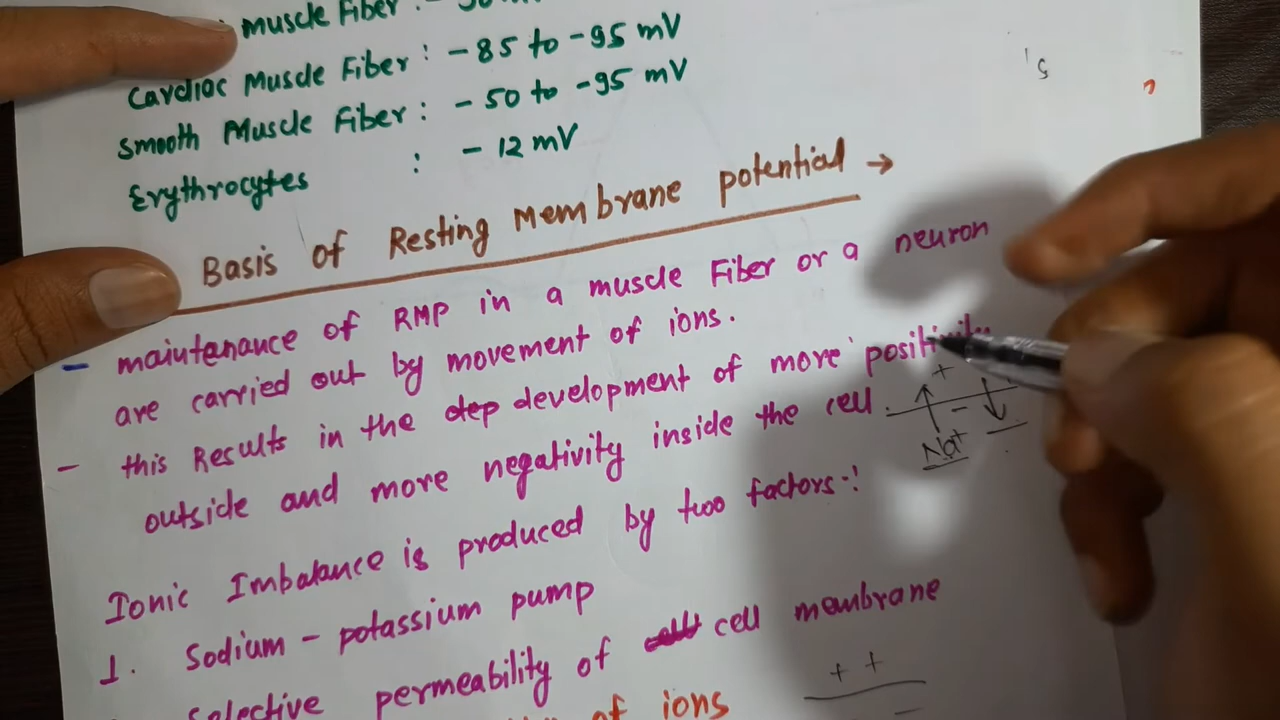 muscle Fiber :-
Cardiac Muscle Fiber : - 85 to -95 mV
Smooth Muscle Fiber : - 50 to -95 mV
Erythrocytes : - 12 mV
Basis of Resting Membrane potential →
- maintenance of RMP in a muscle Fiber or a neuron
are carried out by movement of ions.
- this Results in the dep development of more positivity
outside and more negativity inside the cell.
+
-
Na+
Ionic Imbalance is produced by two factors :
1. Sodium - potassium pump
Selective permeability of cell membrane
of ions
+ +
-